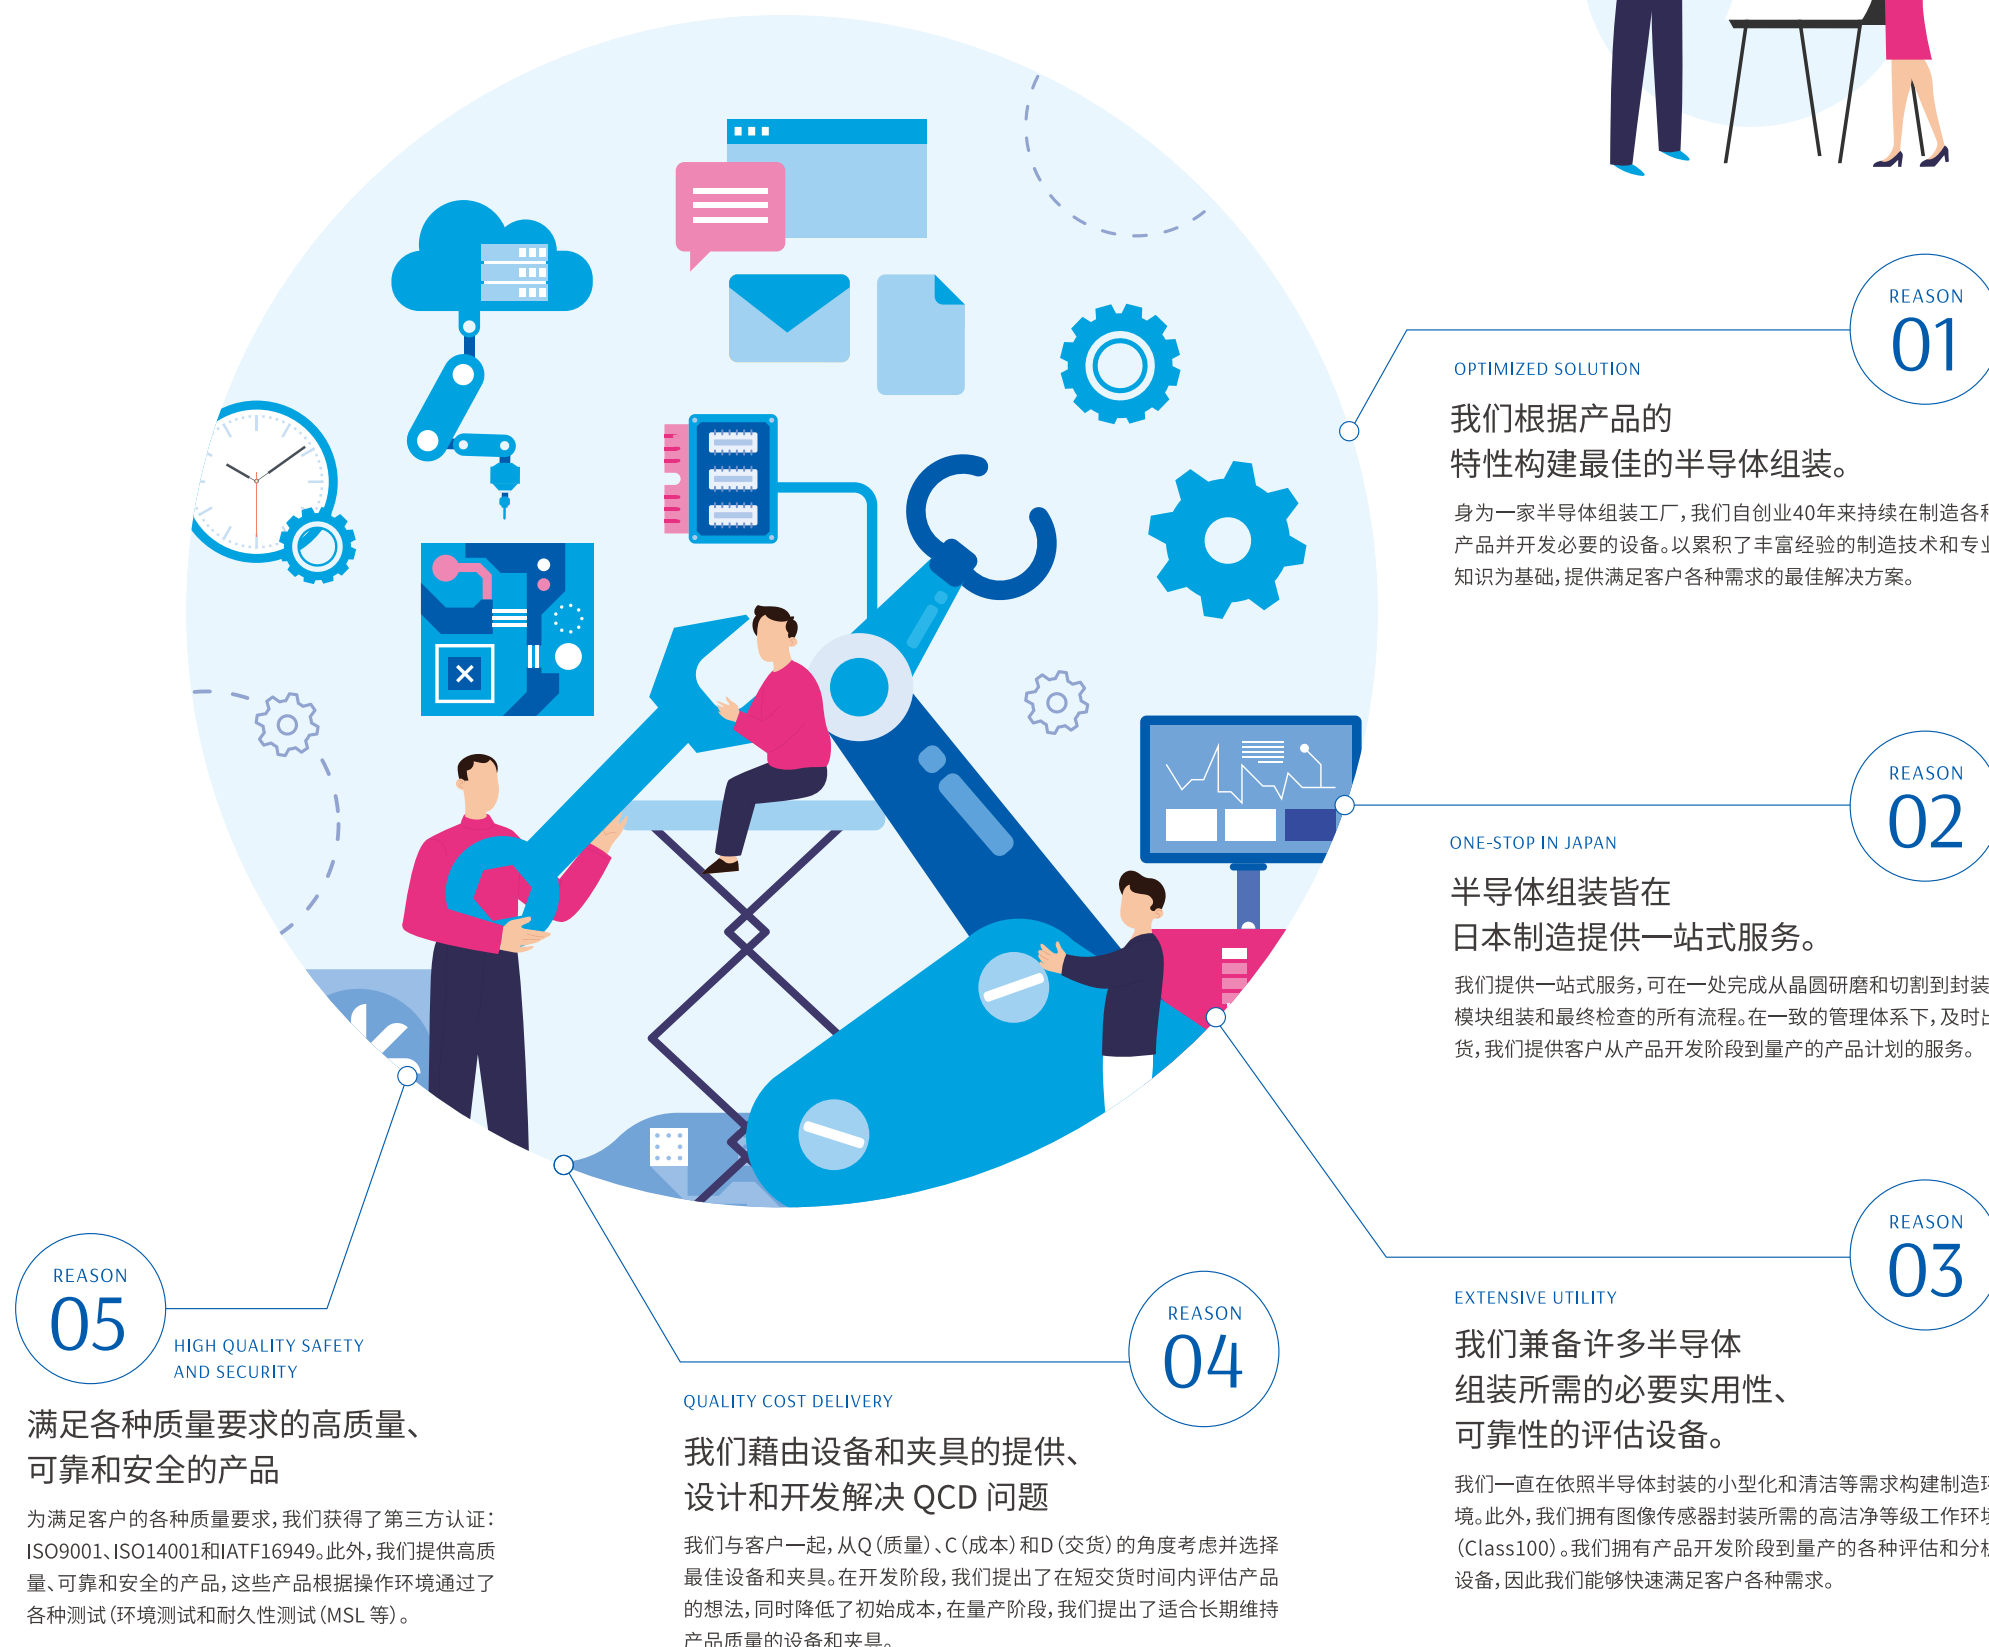 REASON
01
OPTIMIZED SOLUTION
我们根据产品的
特性构建最佳的半导体组装。
身为一家半导体组装工厂，我们自创业40年来持续在制造各种
产品并开发必要的设备。以累积了丰富经验的制造技术和专业
知识为基础，提供满足客户各种需求的最佳解决方案。
REASON
02
ONE-STOP IN JAPAN
半导体组装皆在
日本制造提供一站式服务。
我们提供一站式服务，可在一处完成从晶圆研磨和切割到封装
模块组装和最终检查的所有流程。在一致的管理体系下，及时出
货，我们提供客户从产品开发阶段到量产的产品计划的服务。
REASON
03
EXTENSIVE UTILITY
我们兼备许多半导体
组装所需的必要实用性、
可靠性的评估设备。
我们一直在依照半导体封装的小型化和清洁等需求构建制造环
境。此外，我们拥有图像传感器封装所需的高洁净等级工作环境
（Class100）。我们拥有产品开发阶段到量产的各种评估和分析
设备，因此我们能够快速满足客户各种需求。
REASON
04
QUALITY COST DELIVERY
我们藉由设备和夹具的提供、
设计和开发解决 QCD 问题
我们与客户一起，从Q（质量）、C（成本）和D（交货）的角度考虑并选择
最佳设备和夹具。在开发阶段，我们提出了在短交货时间内评估产品
的想法，同时降低了初始成本，在量产阶段，我们提出了适合长期维持
产品质量的设备和夹具。
REASON
05
HIGH QUALITY SAFETY
AND SECURITY
满足各种质量要求的高质量、
可靠和安全的产品
为满足客户的各种质量要求，我们获得了第三方认证：
ISO9001、ISO14001和IATF16949。此外，我们提供高质
量、可靠和安全的产品，这些产品根据操作环境通过了
各种测试（环境测试和耐久性测试（MSL 等）。